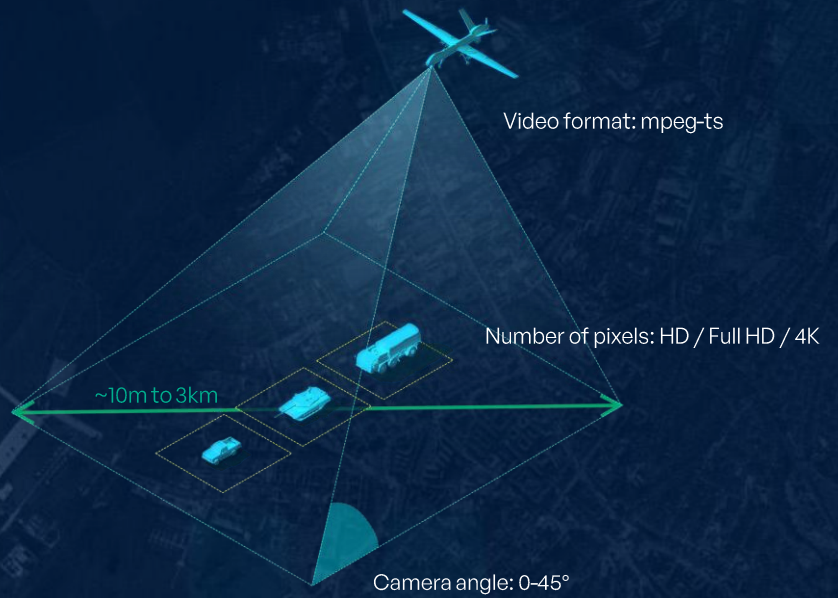 Video format: mpeg-ts
Number of pixels: HD / Full HD / 4K
~10m to 3km
Camera angle: 0-45°